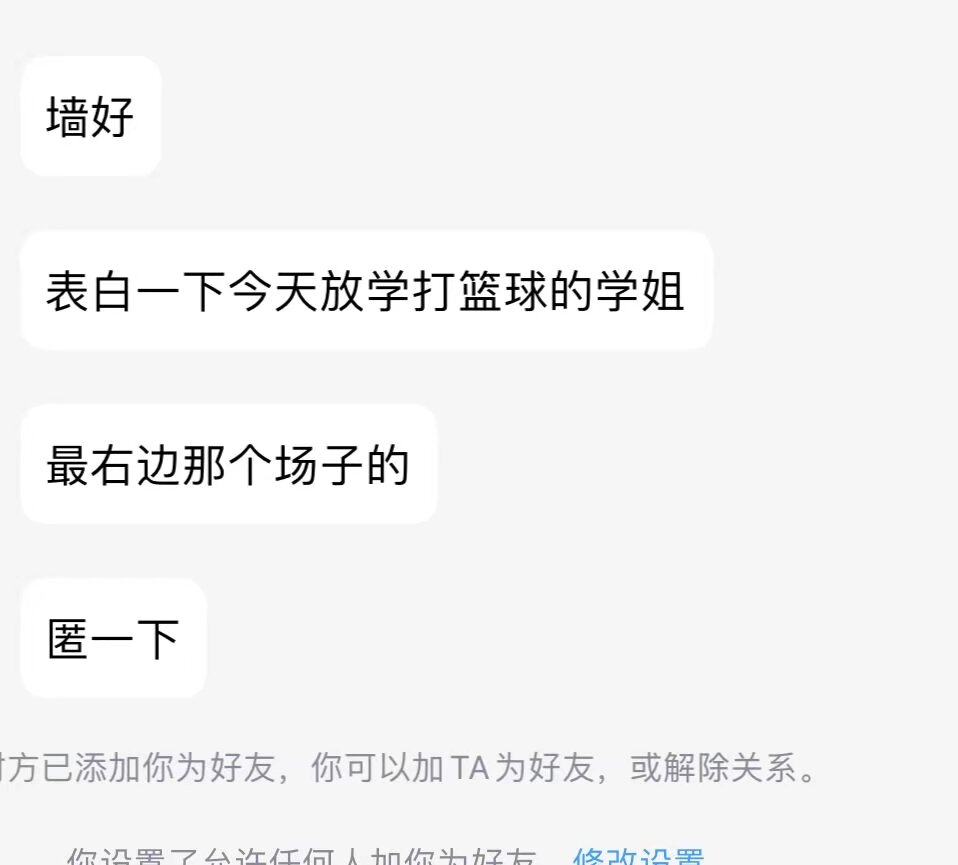 墙好
表白一下今天放学打篮球的学姐
最右边那个场子的
匿一下
对方已添加你为好友，你可以加TA为好友，或解除关系。
你设置了允许任何人加你为好友，修改设置